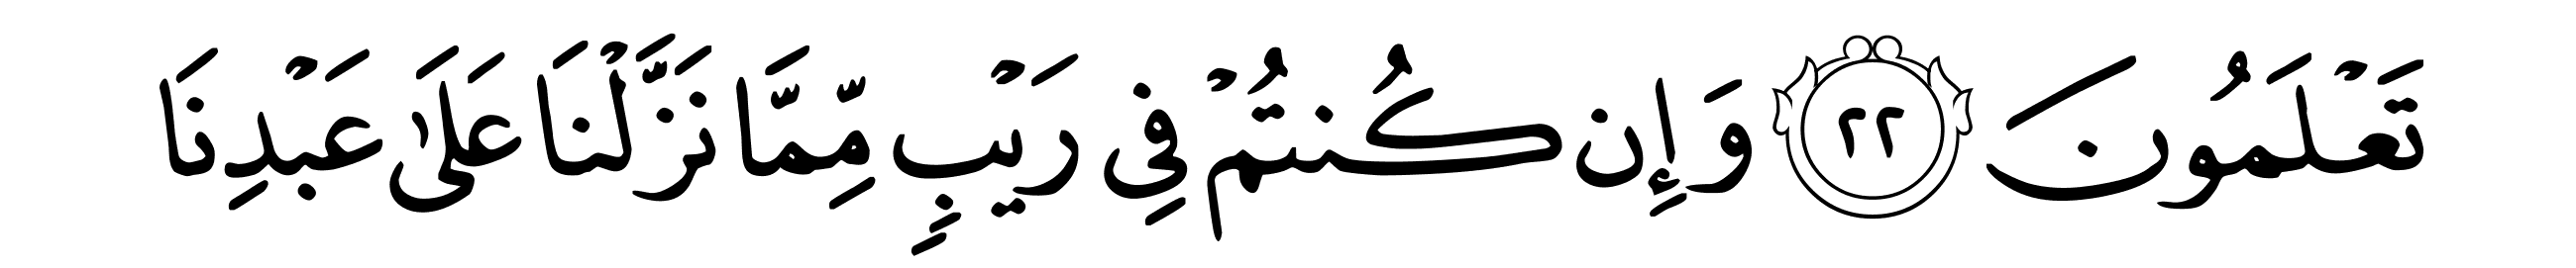 تَعْلَمُونَ ٢٢ وَإِن كُنتُمْ فِي رَيْبٍ مِّمَّا نَزَّلْنَا عَلَىٰ عَبْدِنَا